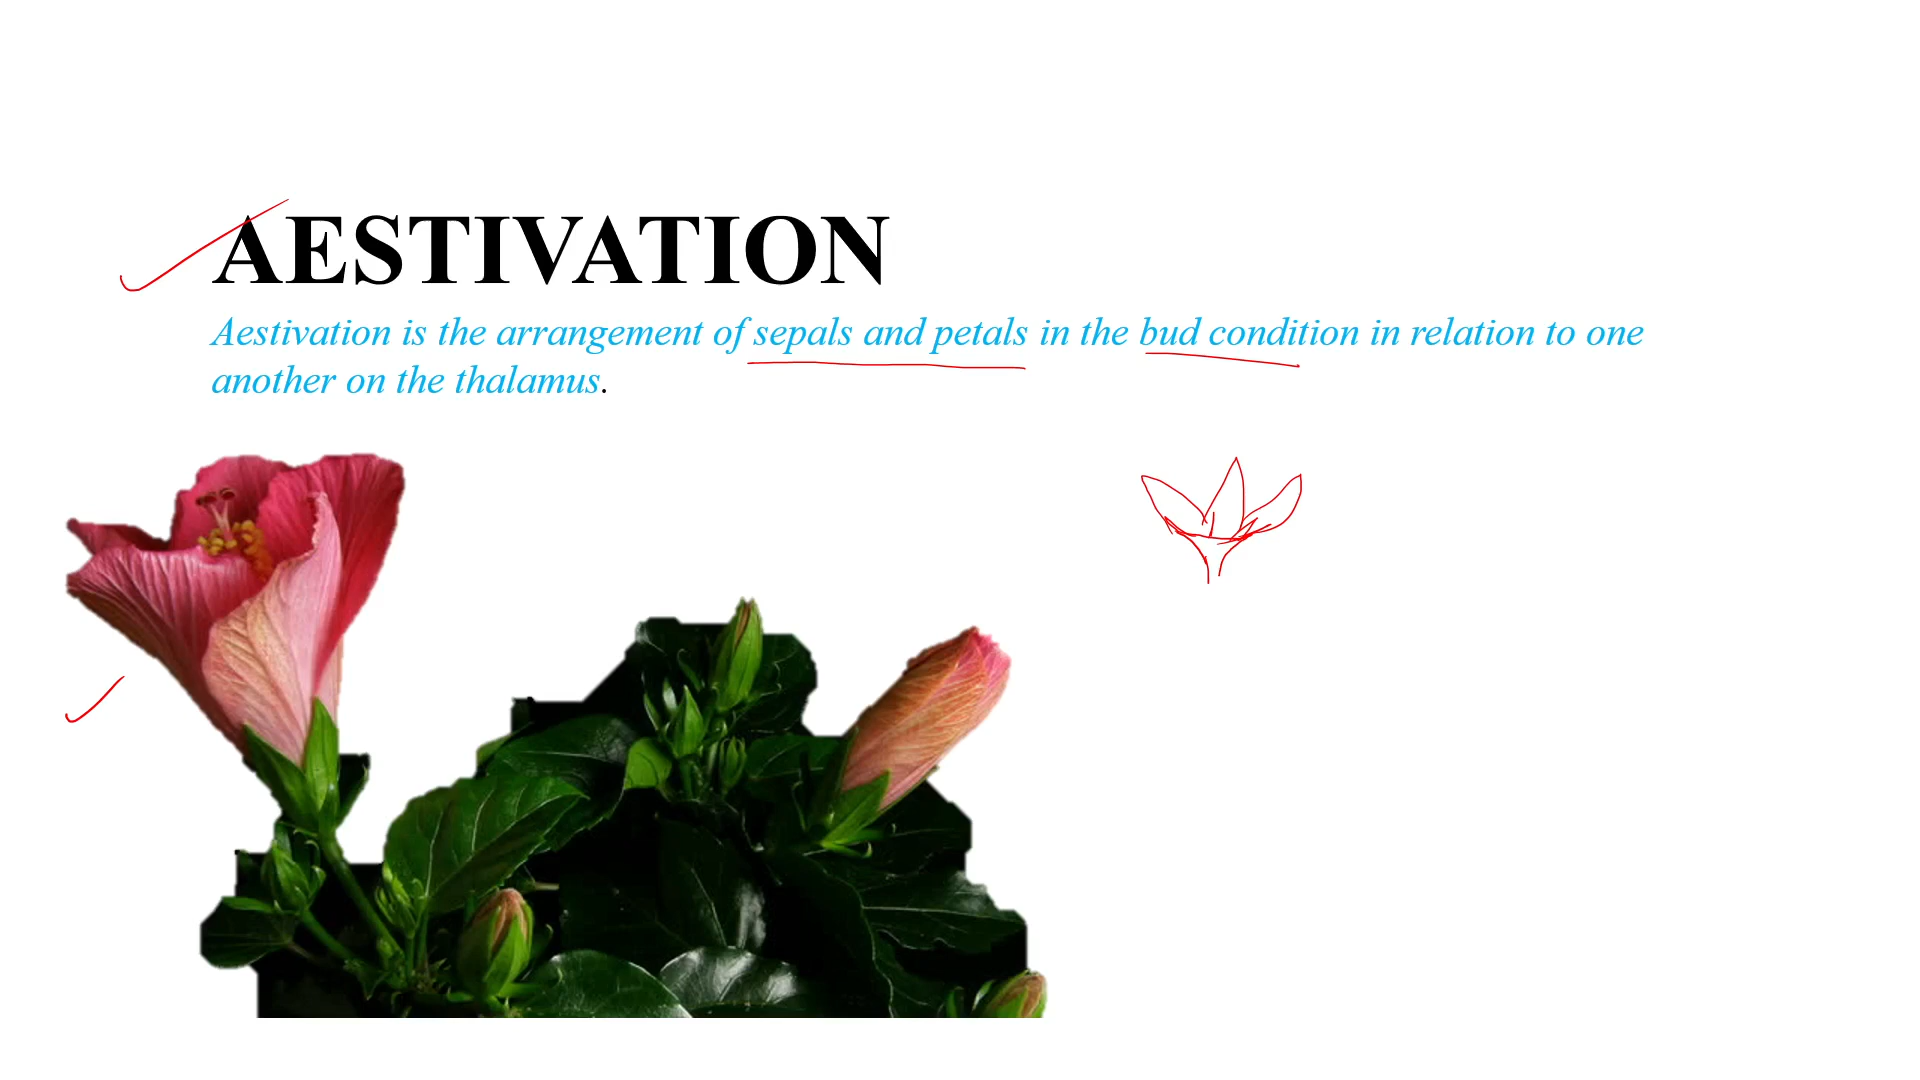 AESTIVATION
Aestivation is the arrangement of sepals and petals in the bud condition in relation to one
another on the thalamus.